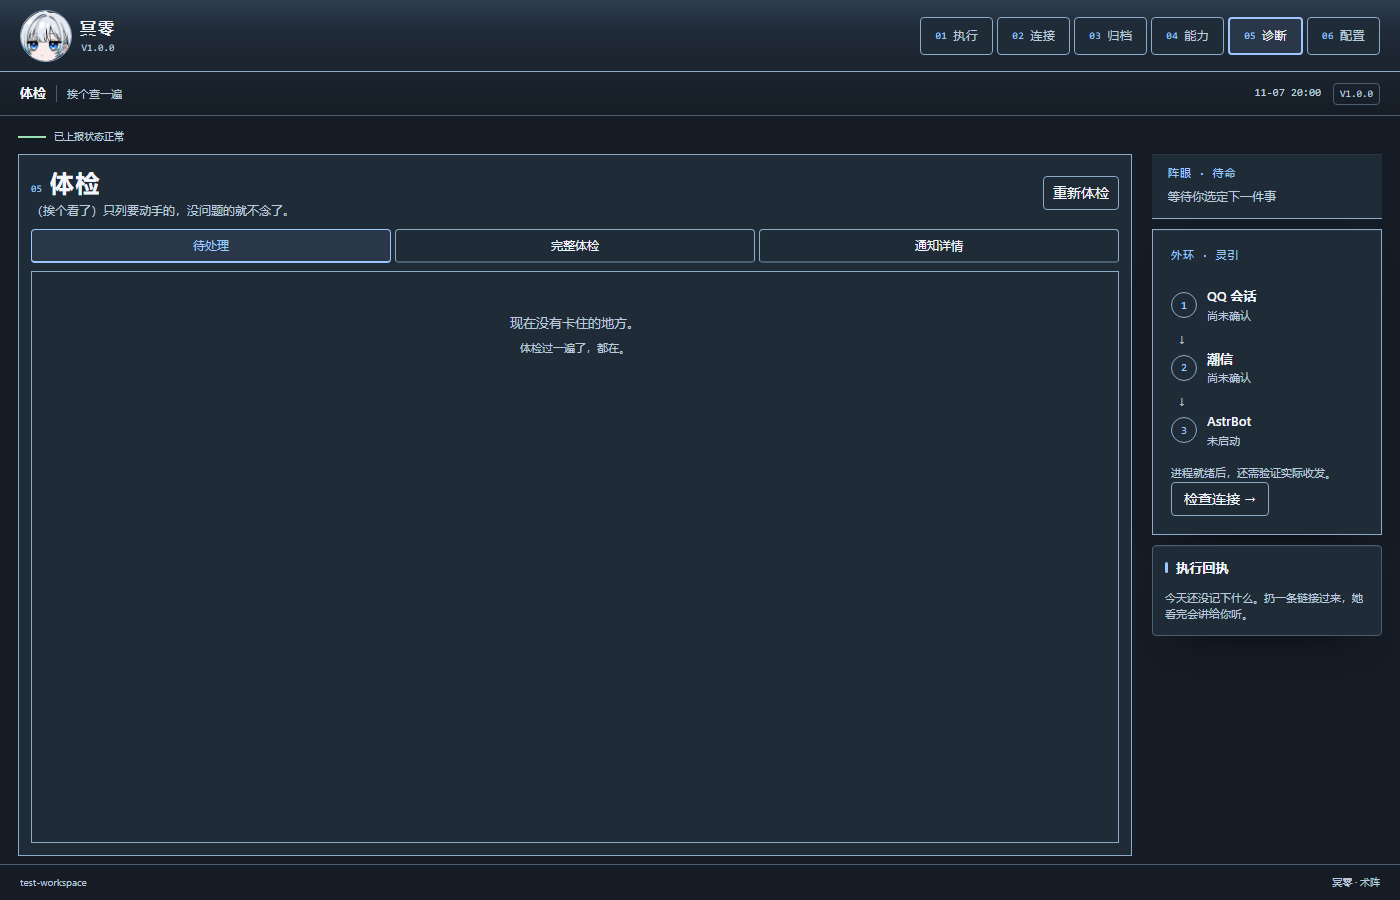 冥零
V1.0.0
01 执行
02 连接
03 归档
04 能力
05 诊断
06 配置
体检
挨个查一遍
11-07 20:00
V1.0.0
已上报状态正常
05 体检
（挨个看了）只列要动手的，没问题的就不念了。
重新体检
待处理
完整体检
通知详情
现在没有卡住的地方。
体检过一遍了，都在。
阵眼 · 待命
等待你选定下一件事
外环 · 灵引
1
QQ 会话
尚未确认
↓
2
潮信
尚未确认
↓
3
AstrBot
未启动
进程就绪后，还需验证实际收发。
检查连接 →
执行回执
今天还没记下什么。扔一条链接过来，她
看完会讲给你听。
test-workspace
冥零 · 术阵